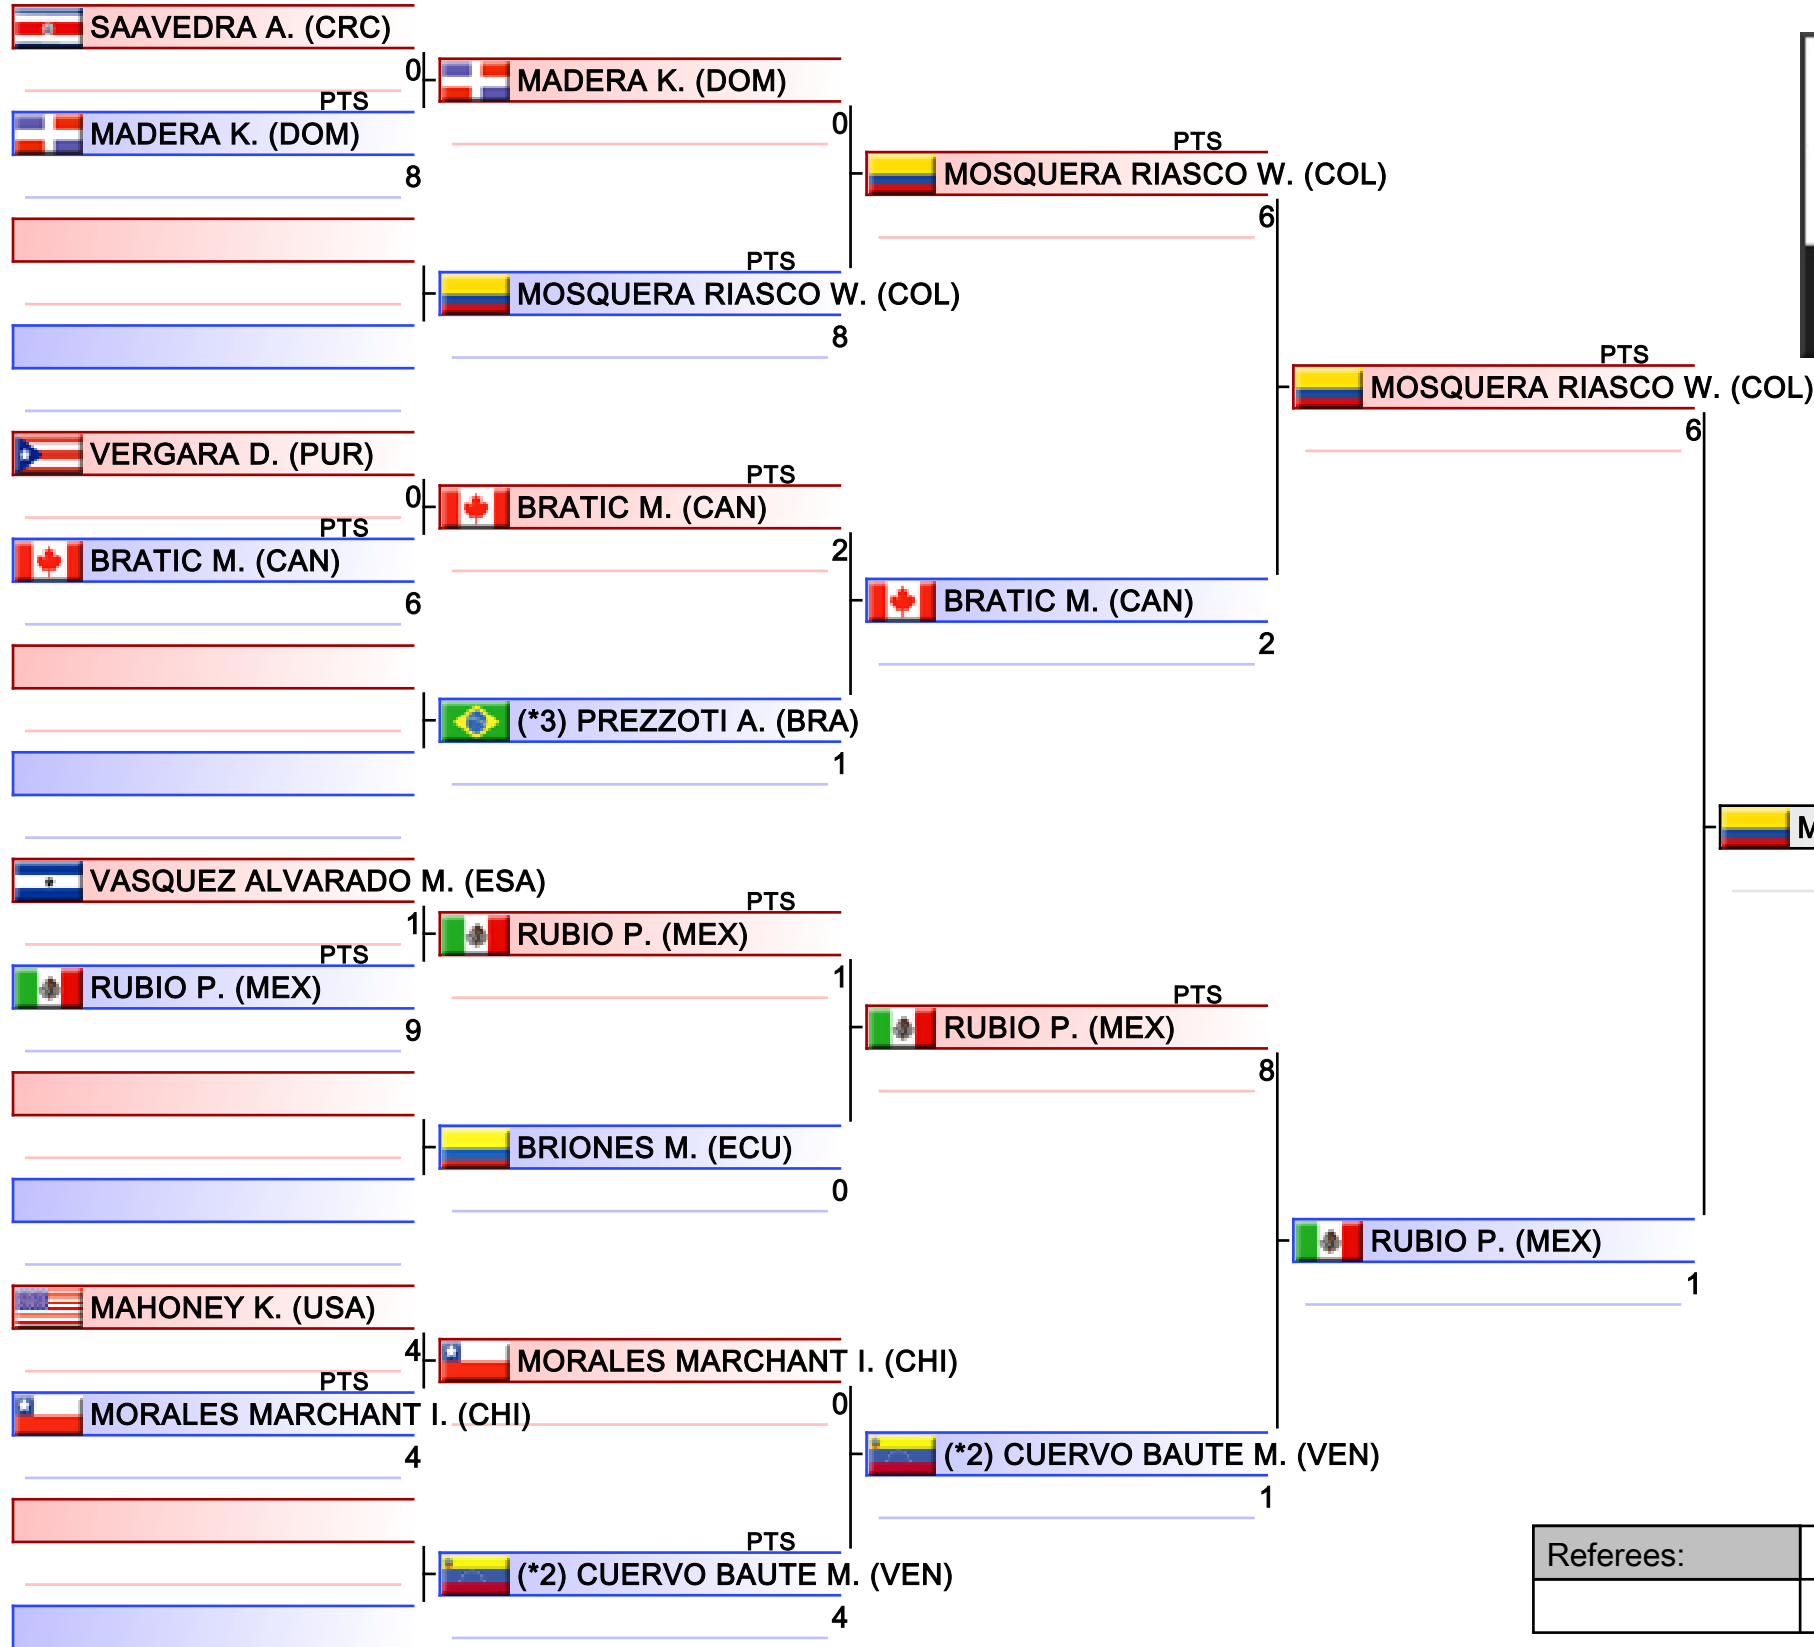 SAAVEDRA A. (CRC)
0
PTS
MADERA K. (DOM)
8
VERGARA D. (PUR)
0
PTS
BRATIC M. (CAN)
6
VASQUEZ ALVARADO M. (ESA)
1
PTS
RUBIO P. (MEX)
9
MAHONEY K. (USA)
4
PTS
MORALES MARCHANT I. (CHI)
4
MADERA K. (DOM)
0
PTS
MOSQUERA RIASCO W. (COL)
8
PTS
BRATIC M. (CAN)
2
(*3) PREZZOTI A. (BRA)
1
PTS
RUBIO P. (MEX)
1
BRIONES M. (ECU)
0
MORALES MARCHANT I. (CHI)
0
PTS
(*2) CUERVO BAUTE M. (VEN)
4
PTS
MOSQUERA RIASCO W. (COL)
6
BRATIC M. (CAN)
2
PTS
RUBIO P. (MEX)
8
(*2) CUERVO BAUTE M. (VEN)
1
PTS
MOSQUERA RIASCO W. (COL)
6
RUBIO P. (MEX)
1
Referees: